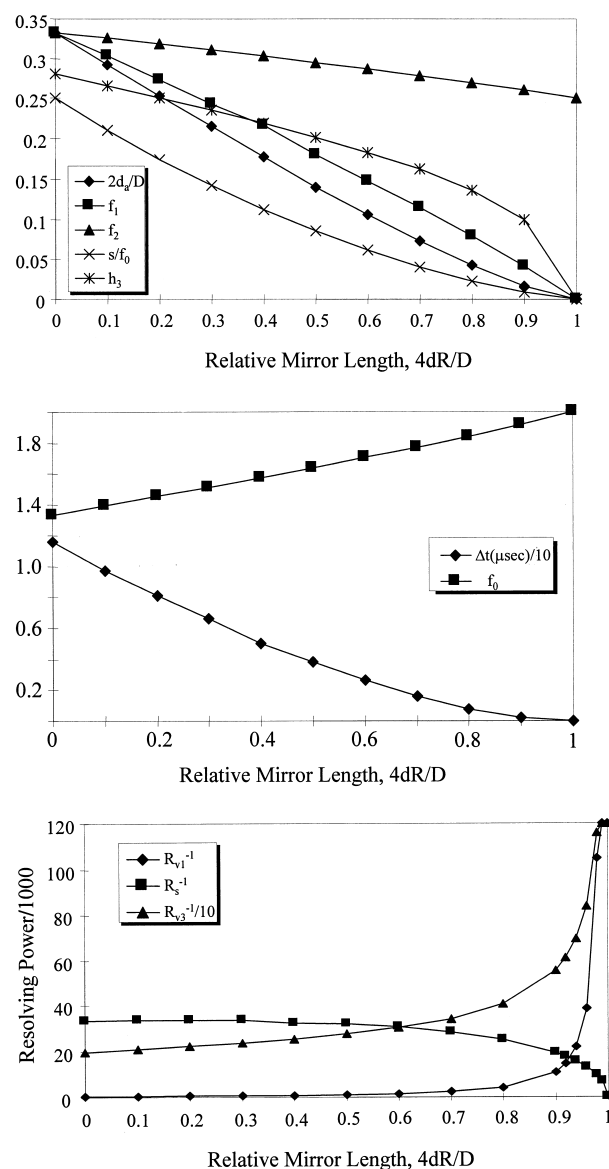 0.35
0.3
0.25
0.2
0.15
0.1
0.05
0
2dₐ/D
f₁
f₂
s/f₀
h₃
0 0.1 0.2 0.3 0.4 0.5 0.6 0.7 0.8 0.9 1
Relative Mirror Length, 4dR/D
1.8
1.4
1.0
0.6
0.2
Δt(μsec)/10
f₀
0 0.2 0.4 0.6 0.8 1
Relative Mirror Length, 4dR/D
Resolving Power/1000
120
100
80
60
40
20
0
Rᵥ₁⁻¹
Rₛ⁻¹
Rᵥ₃⁻¹/10
0 0.1 0.2 0.3 0.4 0.5 0.6 0.7 0.8 0.9 1
Relative Mirror Length, 4dR/D